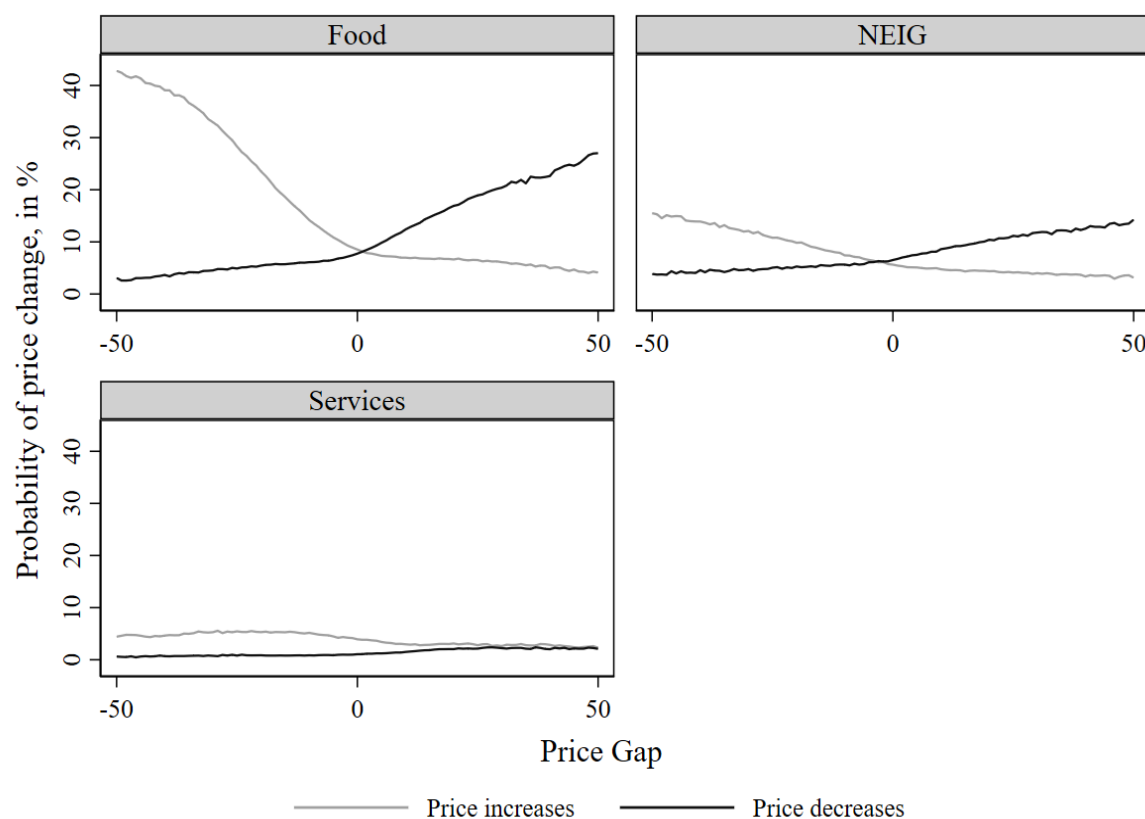 Food
NEIG
Probability of price change, in %
40
30
20
10
0
-50 0 50
-50 0 50
Services
40
30
20
10
0
-50 0 50
Price Gap
Price increases Price decreases